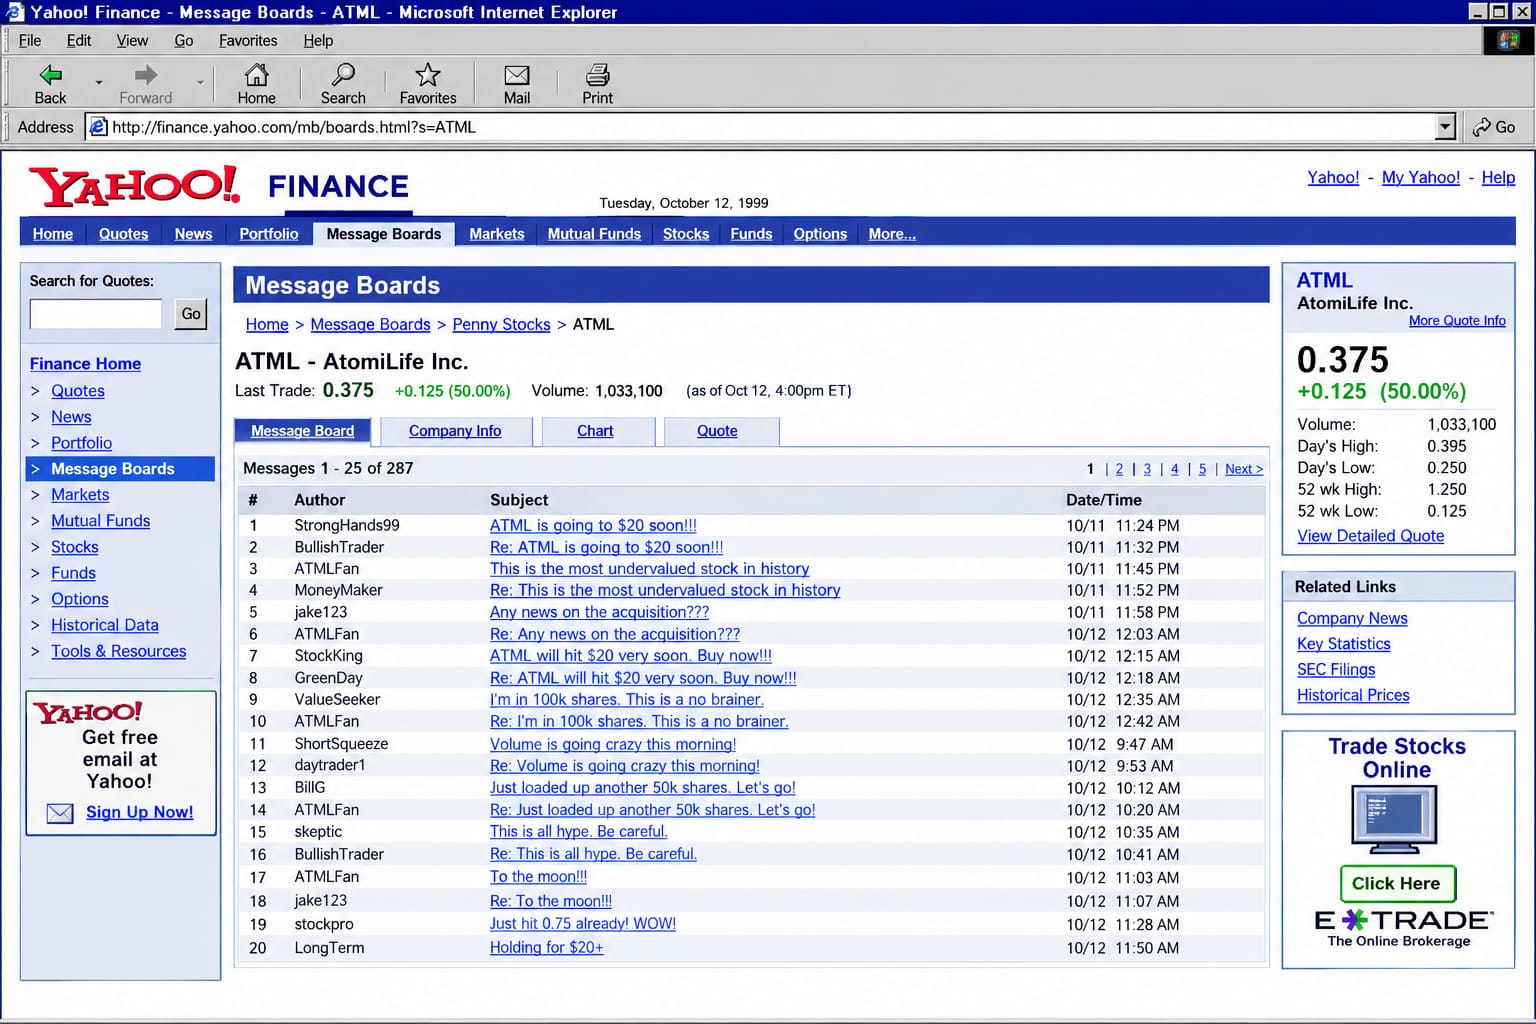 Yahoo! Finance - Message Boards - ATML - Microsoft Internet Explorer
File Edit View Go Favorites Help
Back Forward Home Search Favorites Mail Print
Address http://finance.yahoo.com/mb/boards.html?s=ATML Go
YAHOO! FINANCE
Tuesday, October 12, 1999
Yahoo! - My Yahoo! - Help
Home Quotes News Portfolio Message Boards Markets Mutual Funds Stocks Funds Options More...
Search for Quotes:
Go
Finance Home
> Quotes
> News
> Portfolio
> Message Boards
> Markets
> Mutual Funds
> Stocks
> Funds
> Options
> Historical Data
> Tools & Resources
YAHOO!
Get free
email at
Yahoo!
Sign Up Now!
Message Boards
Home > Message Boards > Penny Stocks > ATML
ATML - AtomiLife Inc.
Last Trade: 0.375 +0.125 (50.00%) Volume: 1,033,100 (as of Oct 12, 4:00pm ET)
Message Board Company Info Chart Quote
Messages 1 - 25 of 287 1 | 2 | 3 | 4 | 5 | Next >
# Author Subject Date/Time
1 StrongHands99 ATML is going to $20 soon!!! 10/11 11:24 PM
2 BullishTrader Re: ATML is going to $20 soon!!! 10/11 11:32 PM
3 ATMLFan This is the most undervalued stock in history 10/11 11:45 PM
4 MoneyMaker Re: This is the most undervalued stock in history 10/11 11:52 PM
5 jake123 Any news on the acquisition??? 10/11 11:58 PM
6 ATMLFan Re: Any news on the acquisition??? 10/12 12:03 AM
7 StockKing ATML will hit $20 very soon. Buy now!!! 10/12 12:15 AM
8 GreenDay Re: ATML will hit $20 very soon. Buy now!!! 10/12 12:18 AM
9 ValueSeeker I'm in 100k shares. This is a no brainer. 10/12 12:35 AM
10 ATMLFan Re: I'm in 100k shares. This is a no brainer. 10/12 12:42 AM
11 ShortSqueeze Volume is going crazy this morning! 10/12 9:47 AM
12 daytrader1 Re: Volume is going crazy this morning! 10/12 9:53 AM
13 BillG Just loaded up another 50k shares. Let's go! 10/12 10:12 AM
14 ATMLFan Re: Just loaded up another 50k shares. Let's go! 10/12 10:20 AM
15 skeptic This is all hype. Be careful. 10/12 10:35 AM
16 BullishTrader Re: This is all hype. Be careful. 10/12 10:41 AM
17 ATMLFan To the moon!!! 10/12 11:03 AM
18 jake123 Re: To the moon!!! 10/12 11:07 AM
19 stockpro Just hit 0.75 already! WOW! 10/12 11:28 AM
20 LongTerm Holding for $20+ 10/12 11:50 AM
ATML
AtomiLife Inc.
More Quote Info
0.375
+0.125 (50.00%)
Volume: 1,033,100
Day's High: 0.395
Day's Low: 0.250
52 wk High: 1.250
52 wk Low: 0.125
View Detailed Quote
Related Links
Company News
Key Statistics
SEC Filings
Historical Prices
Trade Stocks
Online
Click Here
E*TRADE
The Online Brokerage